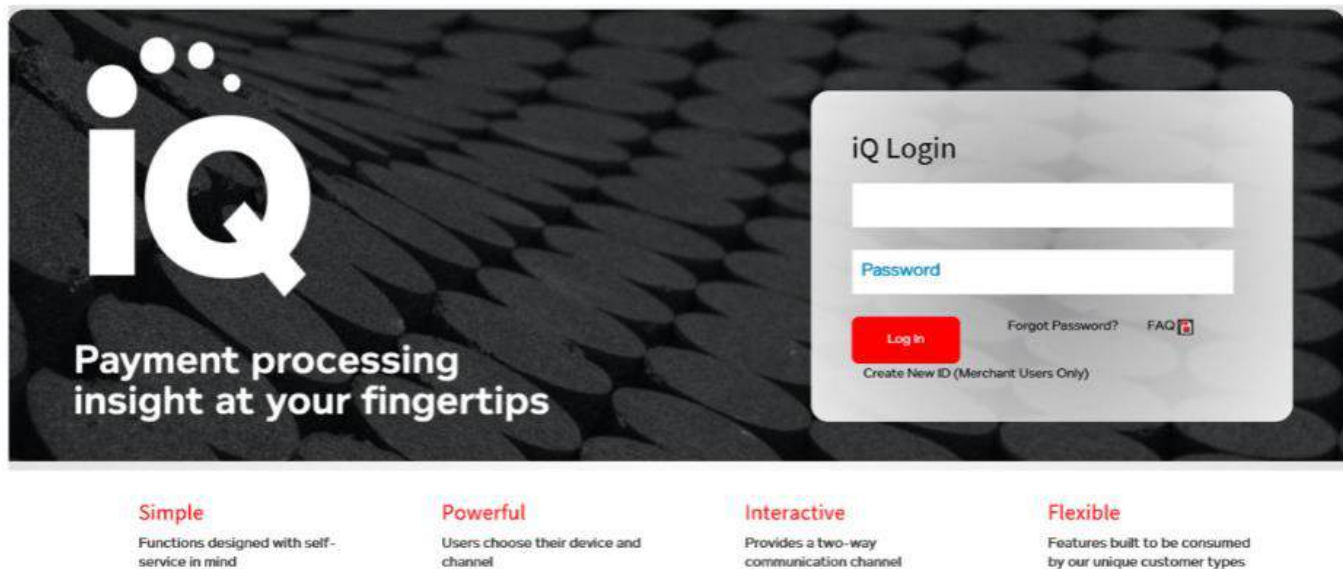 iQ
Payment processing
insight at your fingertips
iQ Login
Password
Log In
Forgot Password?
FAQ
Create New ID (Merchant Users Only)
Simple
Functions designed with self-
service in mind
Powerful
Users choose their device and
channel
Interactive
Provides a two-way
communication channel
Flexible
Features built to be consumed
by our unique customer types